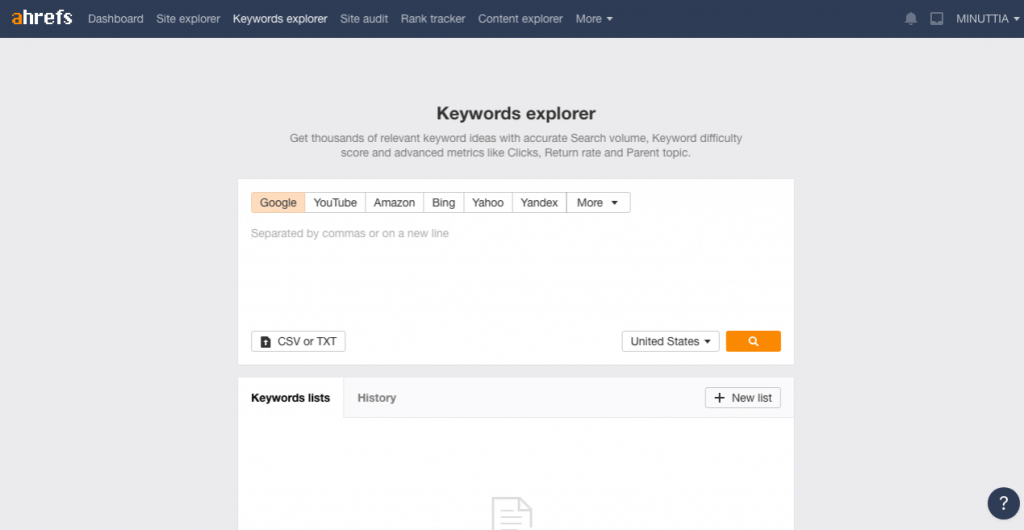 ahrefs Dashboard Site explorer Keywords explorer Site audit Rank tracker Content explorer More MINUTTIA
Keywords explorer
Get thousands of relevant keyword ideas with accurate Search volume, Keyword difficulty
score and advanced metrics like Clicks, Return rate and Parent topic.
Google YouTube Amazon Bing Yahoo Yandex More
Separated by commas or on a new line
CSV or TXT United States
Keywords lists History + New list
?